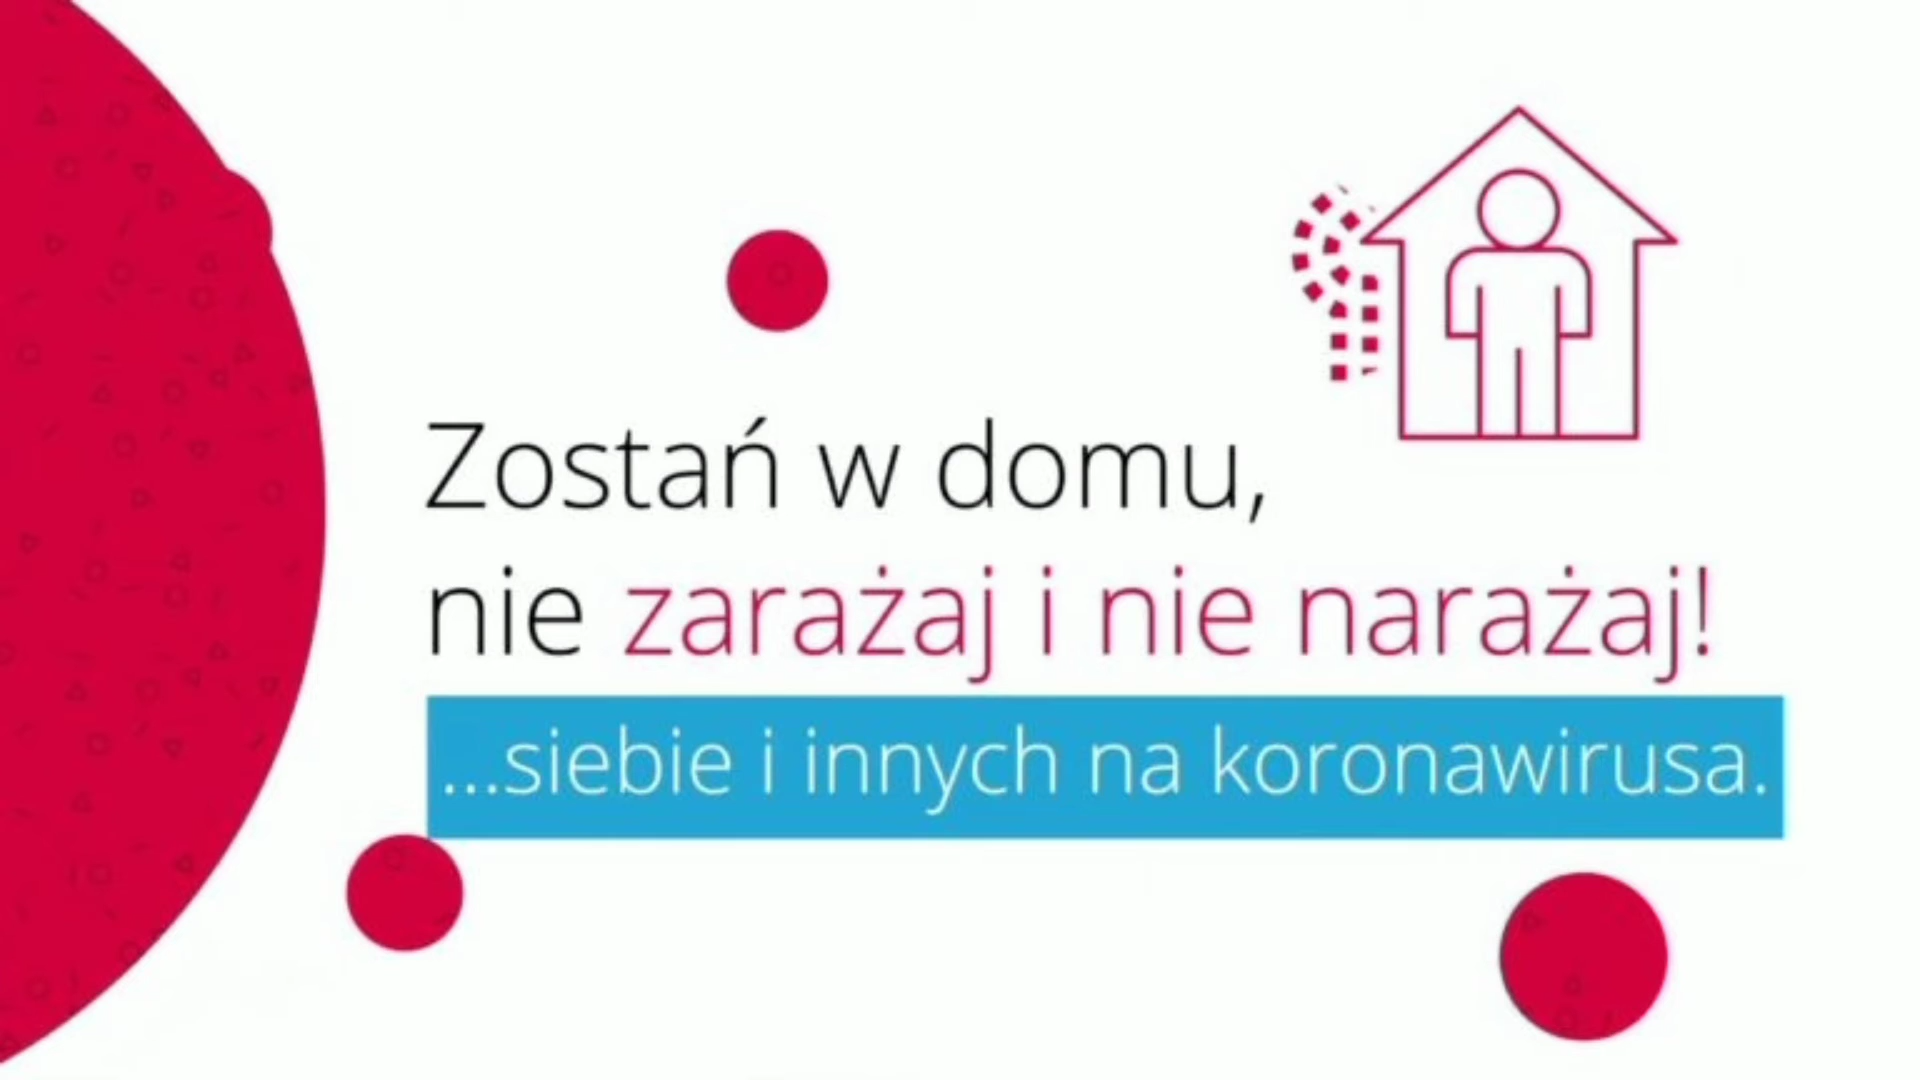 Zostań w domu,
nie zarażaj i nie narażaj!
...siebie i innych na koronawirusa.